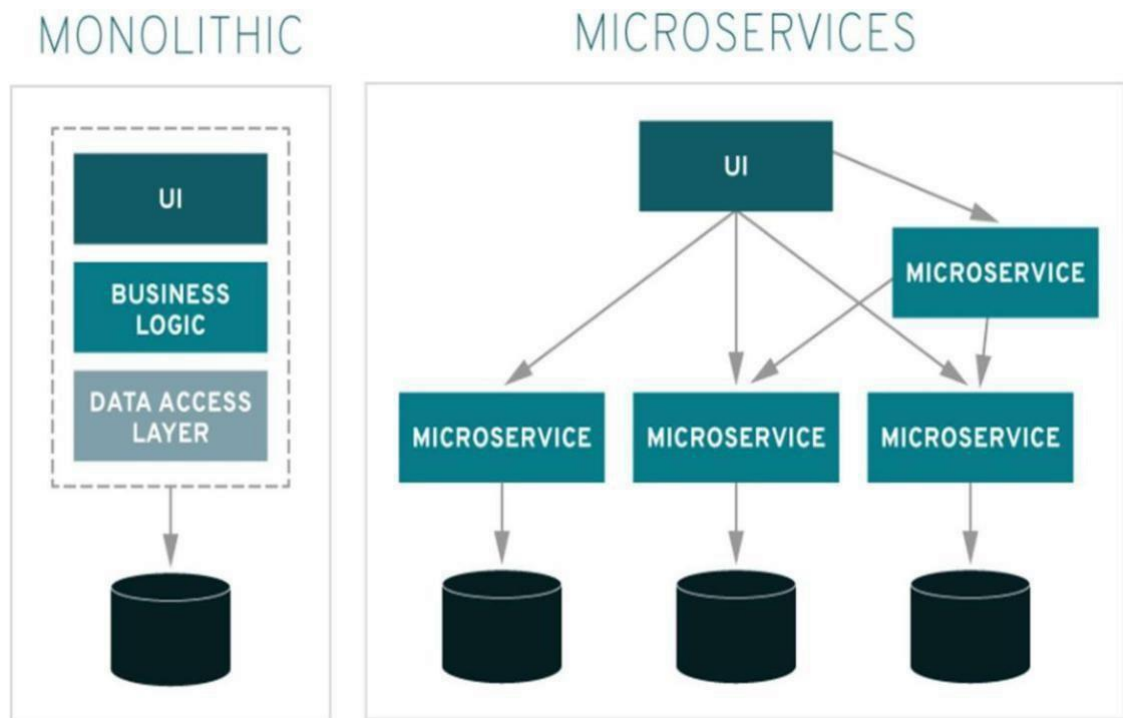 MONOLITHIC
UI
BUSINESS
LOGIC
DATA ACCESS
LAYER
MICROSERVICES
UI
MICROSERVICE
MICROSERVICE
MICROSERVICE
MICROSERVICE